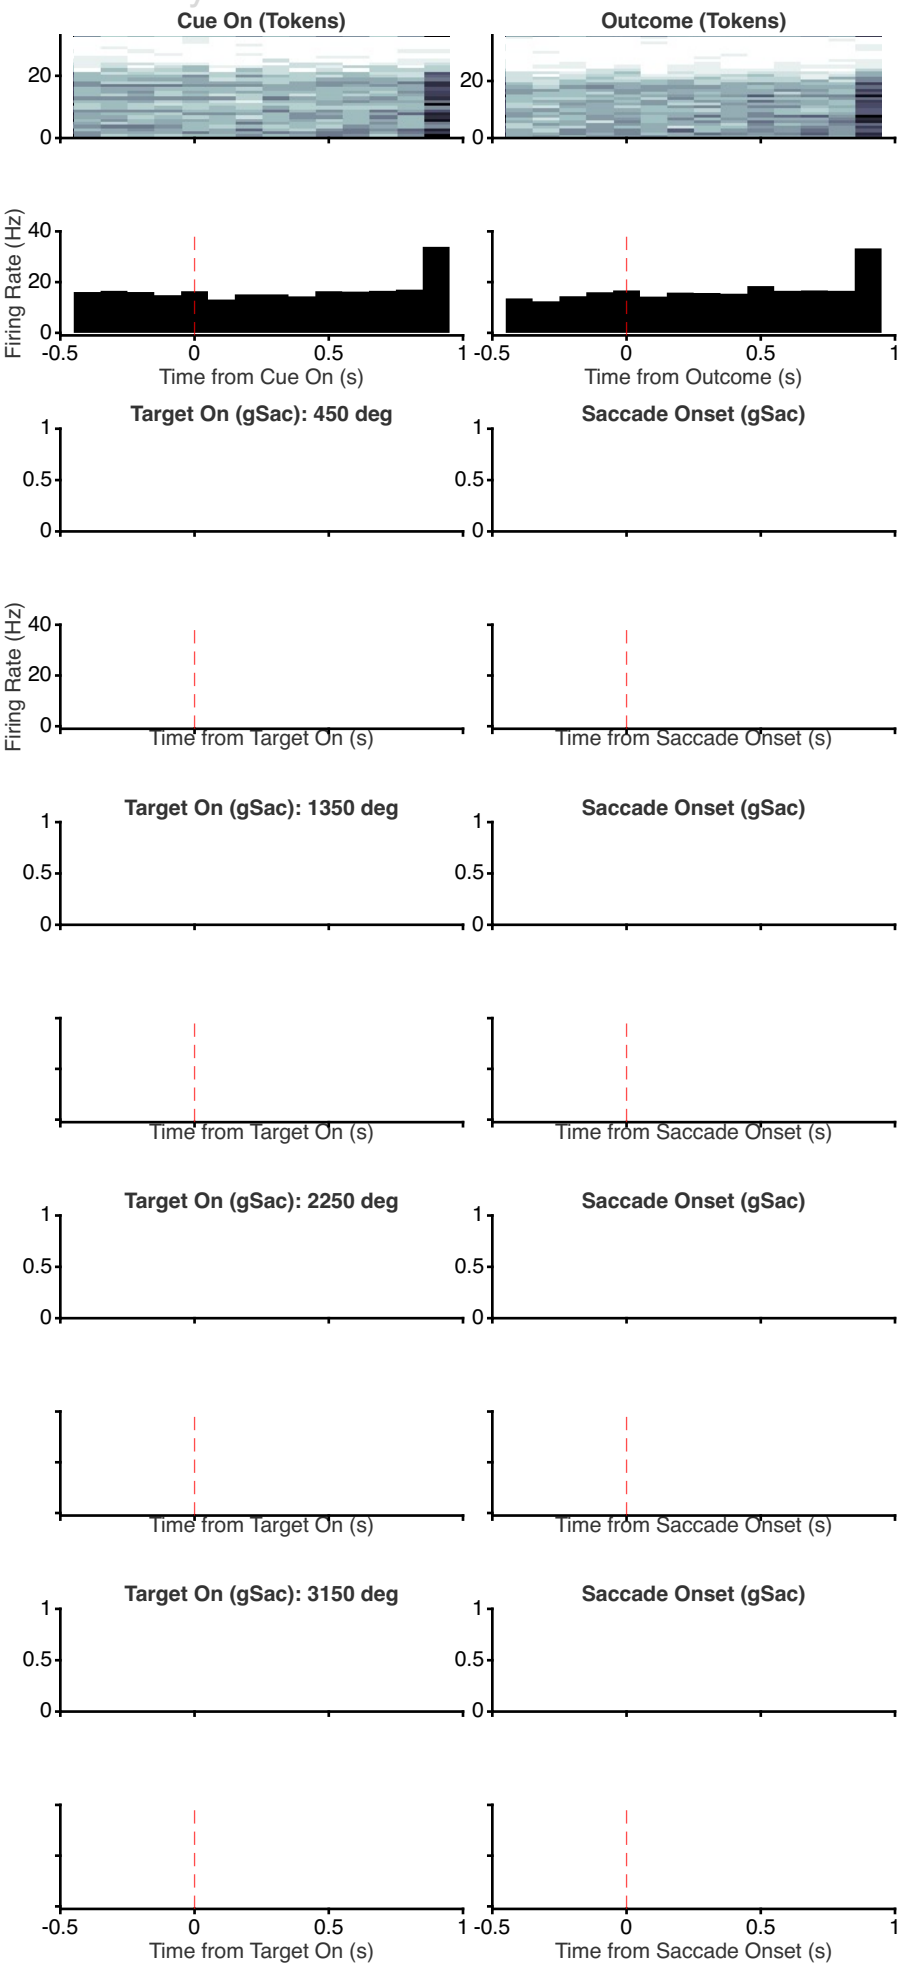 Cue On (Tokens) Outcome (Tokens)
20 20
0 0
Firing Rate (Hz)
40
20
0
-0.5 0 0.5 1 -0.5 0 0.5 1
Time from Cue On (s) Time from Outcome (s)
Target On (gSac): 450 deg Saccade Onset (gSac)
1 1
0.5 0.5
0 0
Firing Rate (Hz)
40
20
0
Time from Target On (s) Time from Saccade Onset (s)
Target On (gSac): 1350 deg Saccade Onset (gSac)
1 1
0.5 0.5
0 0
Time from Target On (s) Time from Saccade Onset (s)
Target On (gSac): 2250 deg Saccade Onset (gSac)
1 1
0.5 0.5
0 0
Time from Target On (s) Time from Saccade Onset (s)
Target On (gSac): 3150 deg Saccade Onset (gSac)
1 1
0.5 0.5
0 0
-0.5 0 0.5 1 -0.5 0 0.5 1
Time from Target On (s) Time from Saccade Onset (s)